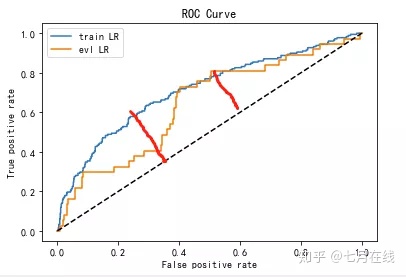 ROC Curve
train LR
evl LR
True positive rate
1.0
0.8
0.6
0.4
0.2
0.0
0.0
0.2
0.4
0.6
0.8
1.0
False positive rate
知乎 @七月在线